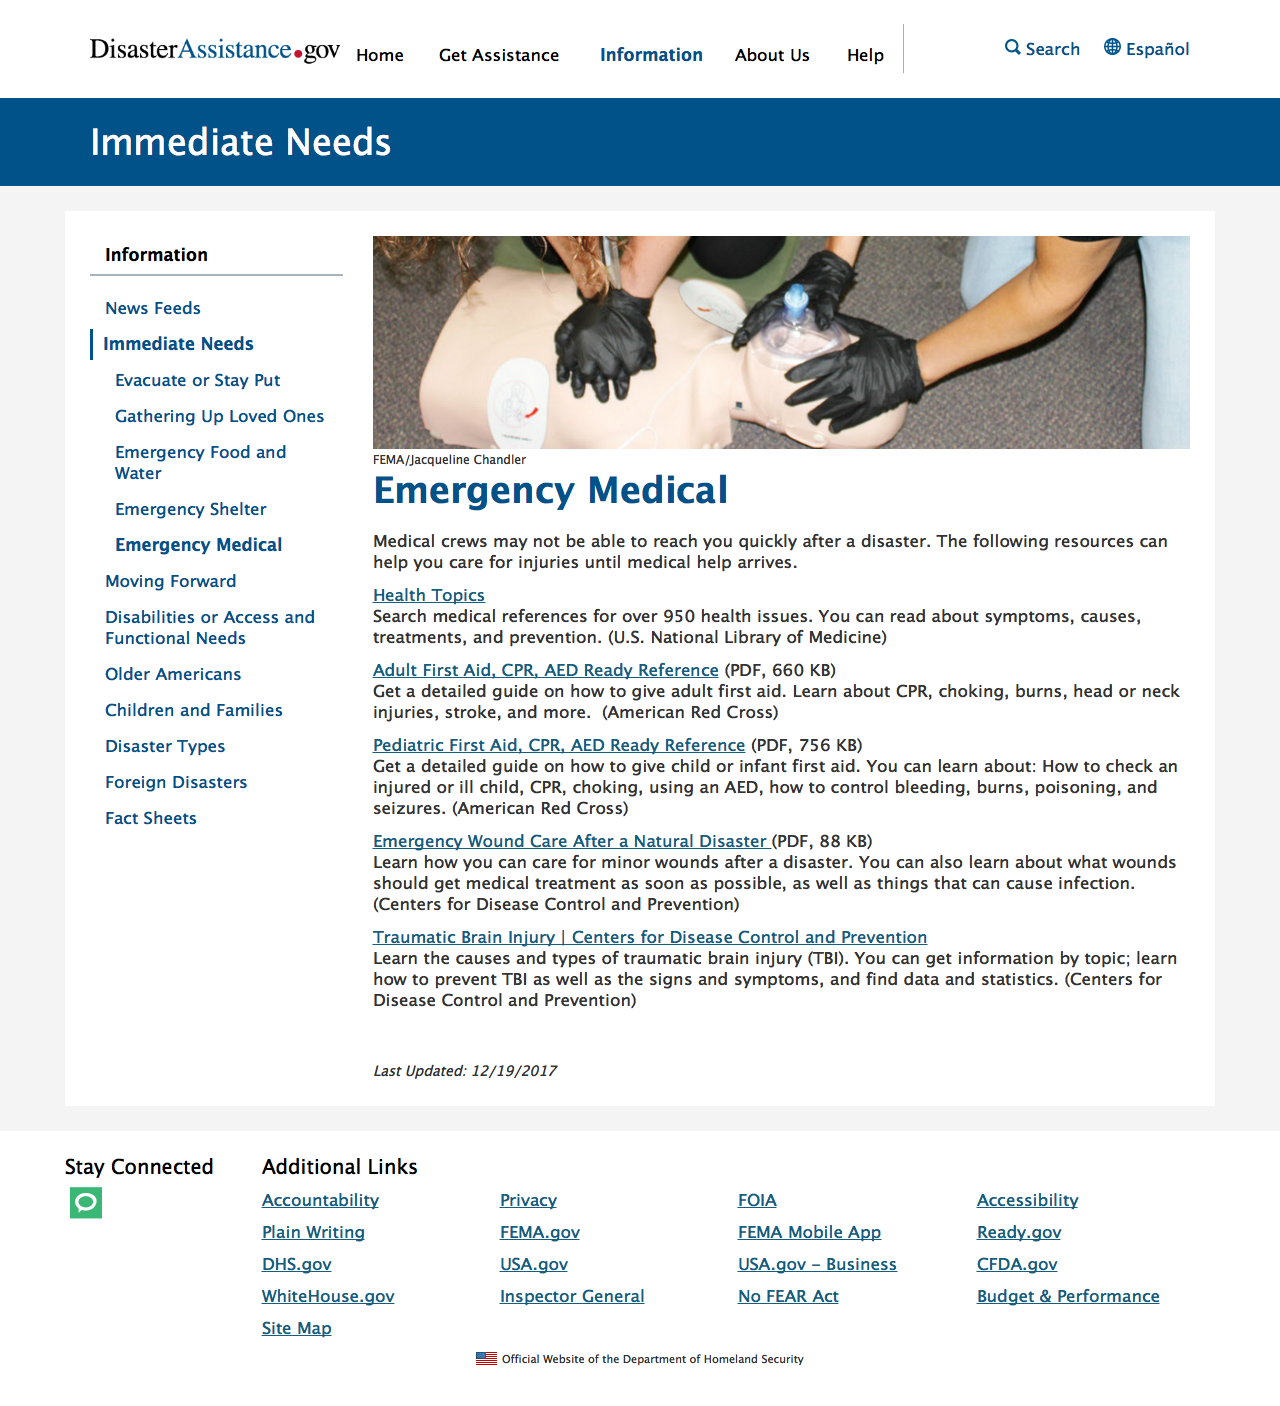 DisasterAssistance.gov Home Get Assistance Information About Us Help Search Español
Immediate Needs
Information
News Feeds
Immediate Needs
Evacuate or Stay Put
Gathering Up Loved Ones
Emergency Food and
Water
Emergency Shelter
Emergency Medical
Moving Forward
Disabilities or Access and
Functional Needs
Older Americans
Children and Families
Disaster Types
Foreign Disasters
Fact Sheets
FEMA/Jacqueline Chandler
Emergency Medical
Medical crews may not be able to reach you quickly after a disaster. The following resources can
help you care for injuries until medical help arrives.
Health Topics
Search medical references for over 950 health issues. You can read about symptoms, causes,
treatments, and prevention. (U.S. National Library of Medicine)
Adult First Aid, CPR, AED Ready Reference (PDF, 660 KB)
Get a detailed guide on how to give adult first aid. Learn about CPR, choking, burns, head or neck
injuries, stroke, and more.  (American Red Cross)
Pediatric First Aid, CPR, AED Ready Reference (PDF, 756 KB)
Get a detailed guide on how to give child or infant first aid. You can learn about: How to check an
injured or ill child, CPR, choking, using an AED, how to control bleeding, burns, poisoning, and
seizures. (American Red Cross)
Emergency Wound Care After a Natural Disaster (PDF, 88 KB)
Learn how you can care for minor wounds after a disaster. You can also learn about what wounds
should get medical treatment as soon as possible, as well as things that can cause infection.
(Centers for Disease Control and Prevention)
Traumatic Brain Injury | Centers for Disease Control and Prevention
Learn the causes and types of traumatic brain injury (TBI). You can get information by topic; learn
how to prevent TBI as well as the signs and symptoms, and find data and statistics. (Centers for
Disease Control and Prevention)
Last Updated: 12/19/2017
Stay Connected
Additional Links
Accountability Privacy FOIA Accessibility
Plain Writing FEMA.gov FEMA Mobile App Ready.gov
DHS.gov USA.gov USA.gov – Business CFDA.gov
WhiteHouse.gov Inspector General No FEAR Act Budget & Performance
Site Map
Official Website of the Department of Homeland Security